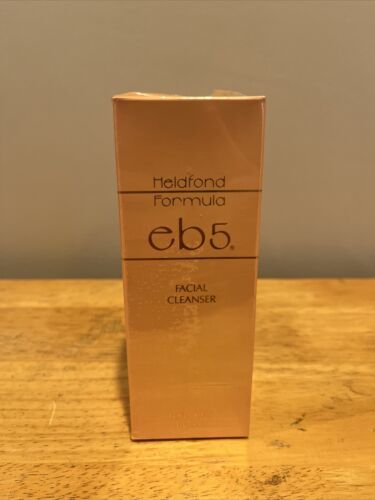 Heldfond
Formula
eb5®
FACIAL
CLEANSER